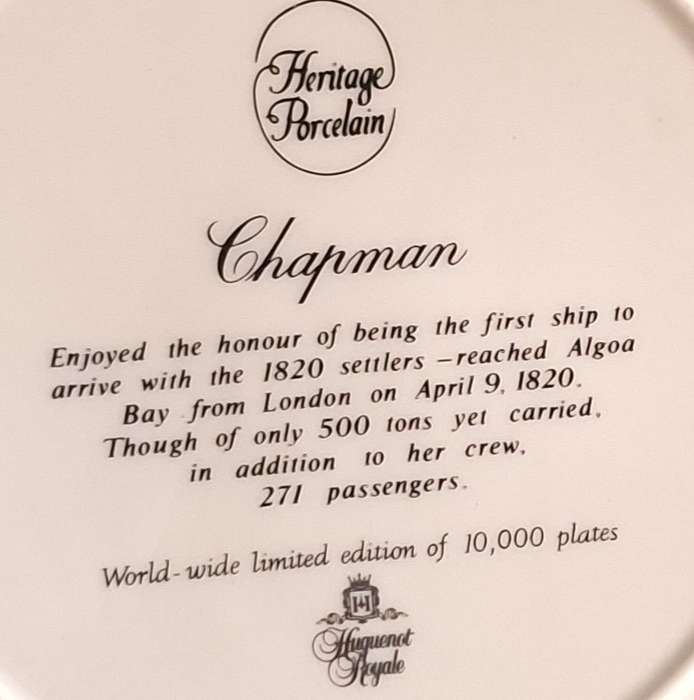 Heritage
Porcelain
Chapman
Enjoyed the honour of being the first ship to
arrive with the 1820 settlers – reached Algoa
Bay from London on April 9, 1820.
Though of only 500 tons yet carried,
in addition to her crew,
271 passengers.
World-wide limited edition of 10,000 plates
H
Huguenot
Royale